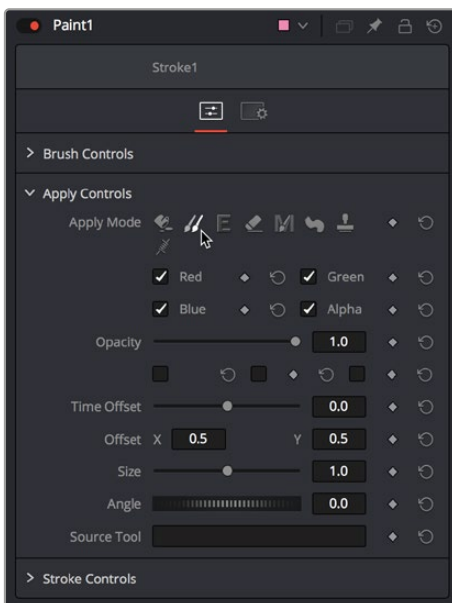 Paint1
Stroke1
Brush Controls
Apply Controls
Apply Mode
Red Green
Blue Alpha
Opacity 1.0
Time Offset 0.0
Offset X 0.5 Y 0.5
Size 1.0
Angle 0.0
Source Tool
Stroke Controls